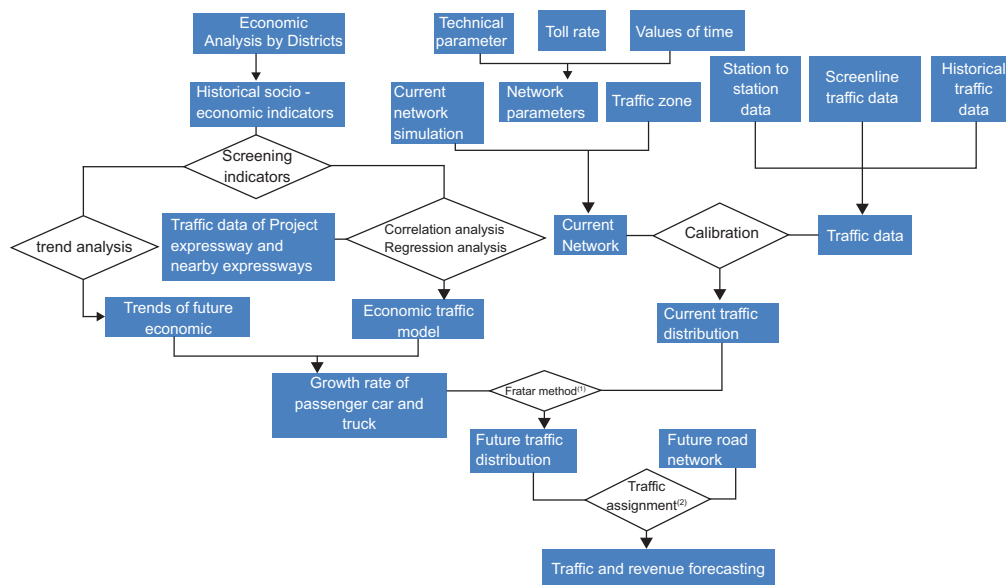 Economic
Analysis by Districts
Technical
parameter
Toll rate
Values of time
Historical socio -
economic indicators
Current
network
simulation
Network
parameters
Traffic zone
Station to
station
data
Screenline
traffic data
Historical
traffic
data
Screening
indicators
trend analysis
Traffic data of Project
expressway and
nearby expressways
Correlation analysis
Regression analysis
Current
Network
Calibration
Traffic data
Trends of future
economic
Economic traffic
model
Current traffic
distribution
Growth rate of
passenger car and
truck
Fratar method(1)
Future traffic
distribution
Future road
network
Traffic
assignment(2)
Traffic and revenue forecasting